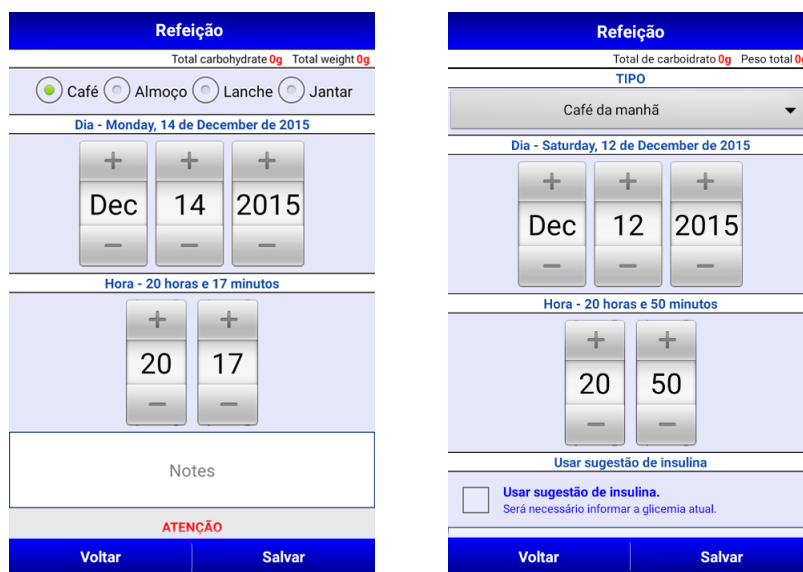 Refeição
Total carbohydrate 0g Total weight 0g
Café Almoço Lanche Jantar
Dia - Monday, 14 de December de 2015
+ + +
Dec 14 2015
− − −
Hora - 20 horas e 17 minutos
+ +
20 17
− −
Notes
ATENÇÃO
Voltar Salvar
Refeição
Total de carboidrato 0g Peso total 0g
TIPO
Café da manhã
Dia - Saturday, 12 de December de 2015
+ + +
Dec 12 2015
− − −
Hora - 20 horas e 50 minutos
+ +
20 50
− −
Usar sugestão de insulina
Usar sugestão de insulina.
Será necessário informar a glicemia atual.
Voltar Salvar